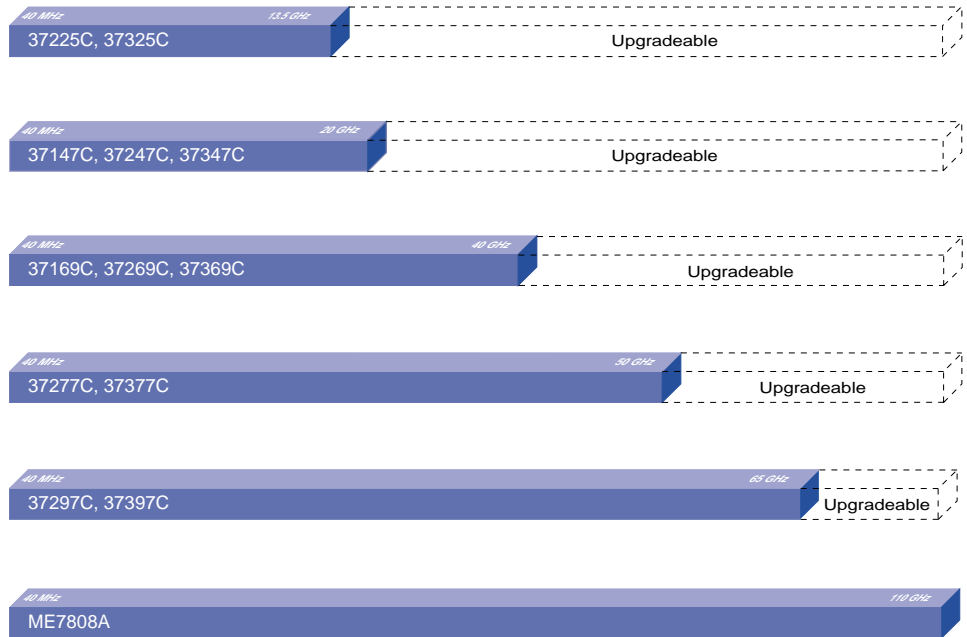 40 MHz 13.5 GHz
37225C, 37325C Upgradeable
40 MHz 20 GHz
37147C, 37247C, 37347C Upgradeable
40 MHz 40 GHz
37169C, 37269C, 37369C Upgradeable
40 MHz 50 GHz
37277C, 37377C Upgradeable
40 MHz 65 GHz
37297C, 37397C Upgradeable
40 MHz 110 GHz
ME7808A